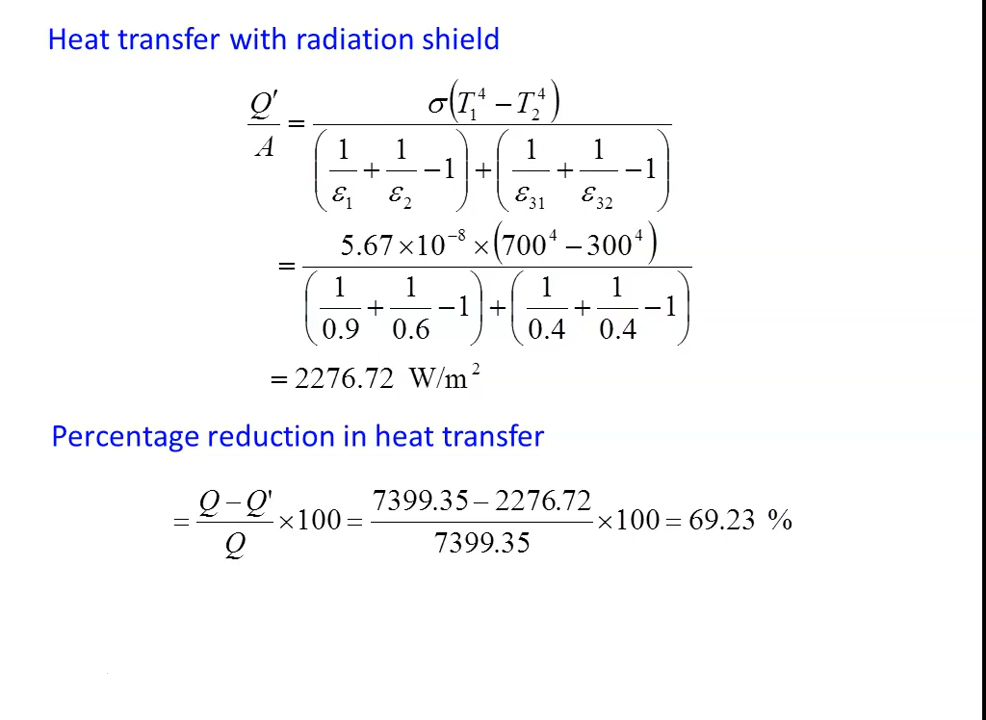 Heat transfer with radiation shield
Q'/A = σ(T₁⁴ − T₂⁴) / ((1/ε₁ + 1/ε₂ − 1) + (1/ε₃₁ + 1/ε₃₂ − 1))
= 5.67 × 10⁻⁸ × (700⁴ − 300⁴) / ((1/0.9 + 1/0.6 − 1) + (1/0.4 + 1/0.4 − 1))
= 2276.72 W/m²
Percentage reduction in heat transfer
= (Q − Q')/Q × 100 = (7399.35 − 2276.72)/7399.35 × 100 = 69.23 %